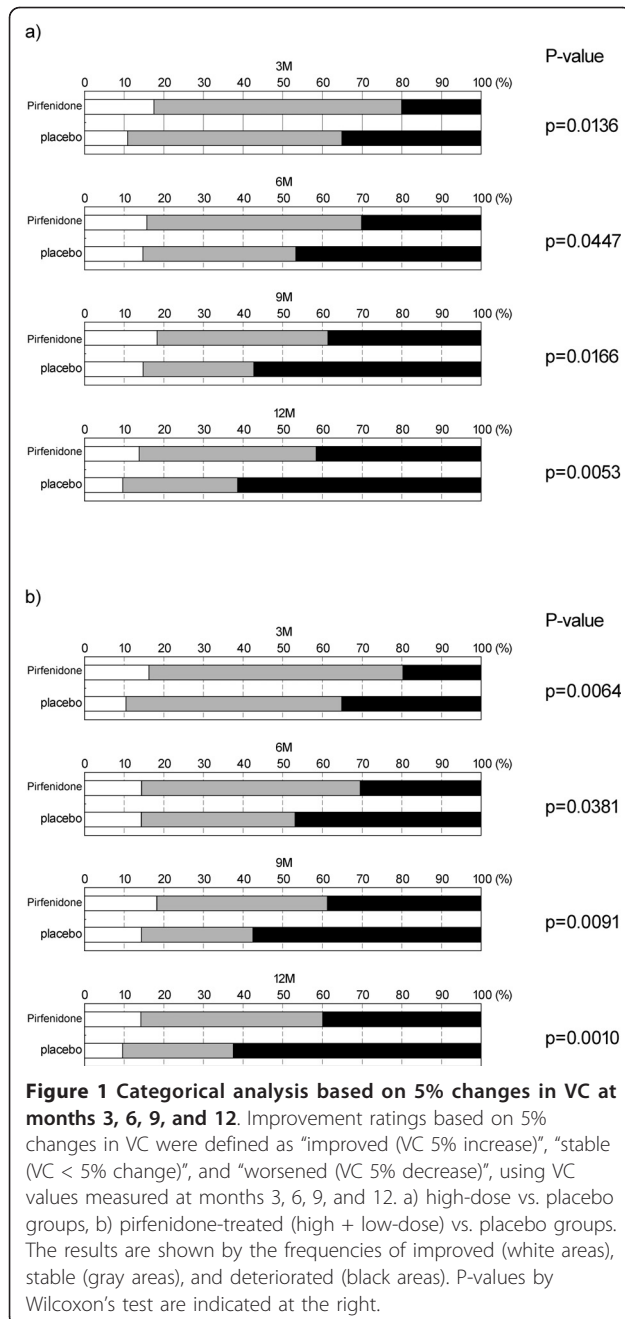 a)
P-value
3M
0 10 20 30 40 50 60 70 80 90 100 (%)
Pirfenidone
placebo
p=0.0136
6M
0 10 20 30 40 50 60 70 80 90 100 (%)
Pirfenidone
placebo
p=0.0447
9M
0 10 20 30 40 50 60 70 80 90 100 (%)
Pirfenidone
placebo
p=0.0166
12M
0 10 20 30 40 50 60 70 80 90 100 (%)
Pirfenidone
placebo
p=0.0053
b)
P-value
3M
0 10 20 30 40 50 60 70 80 90 100 (%)
Pirfenidone
placebo
p=0.0064
6M
0 10 20 30 40 50 60 70 80 90 100 (%)
Pirfenidone
placebo
p=0.0381
9M
0 10 20 30 40 50 60 70 80 90 100 (%)
Pirfenidone
placebo
p=0.0091
12M
0 10 20 30 40 50 60 70 80 90 100 (%)
Pirfenidone
placebo
p=0.0010
Figure 1 Categorical analysis based on 5% changes in VC at
months 3, 6, 9, and 12. Improvement ratings based on 5%
changes in VC were defined as “improved (VC 5% increase)”, “stable
(VC < 5% change)”, and “worsened (VC 5% decrease)”, using VC
values measured at months 3, 6, 9, and 12. a) high-dose vs. placebo
groups, b) pirfenidone-treated (high + low-dose) vs. placebo groups.
The results are shown by the frequencies of improved (white areas),
stable (gray areas), and deteriorated (black areas). P-values by
Wilcoxon’s test are indicated at the right.